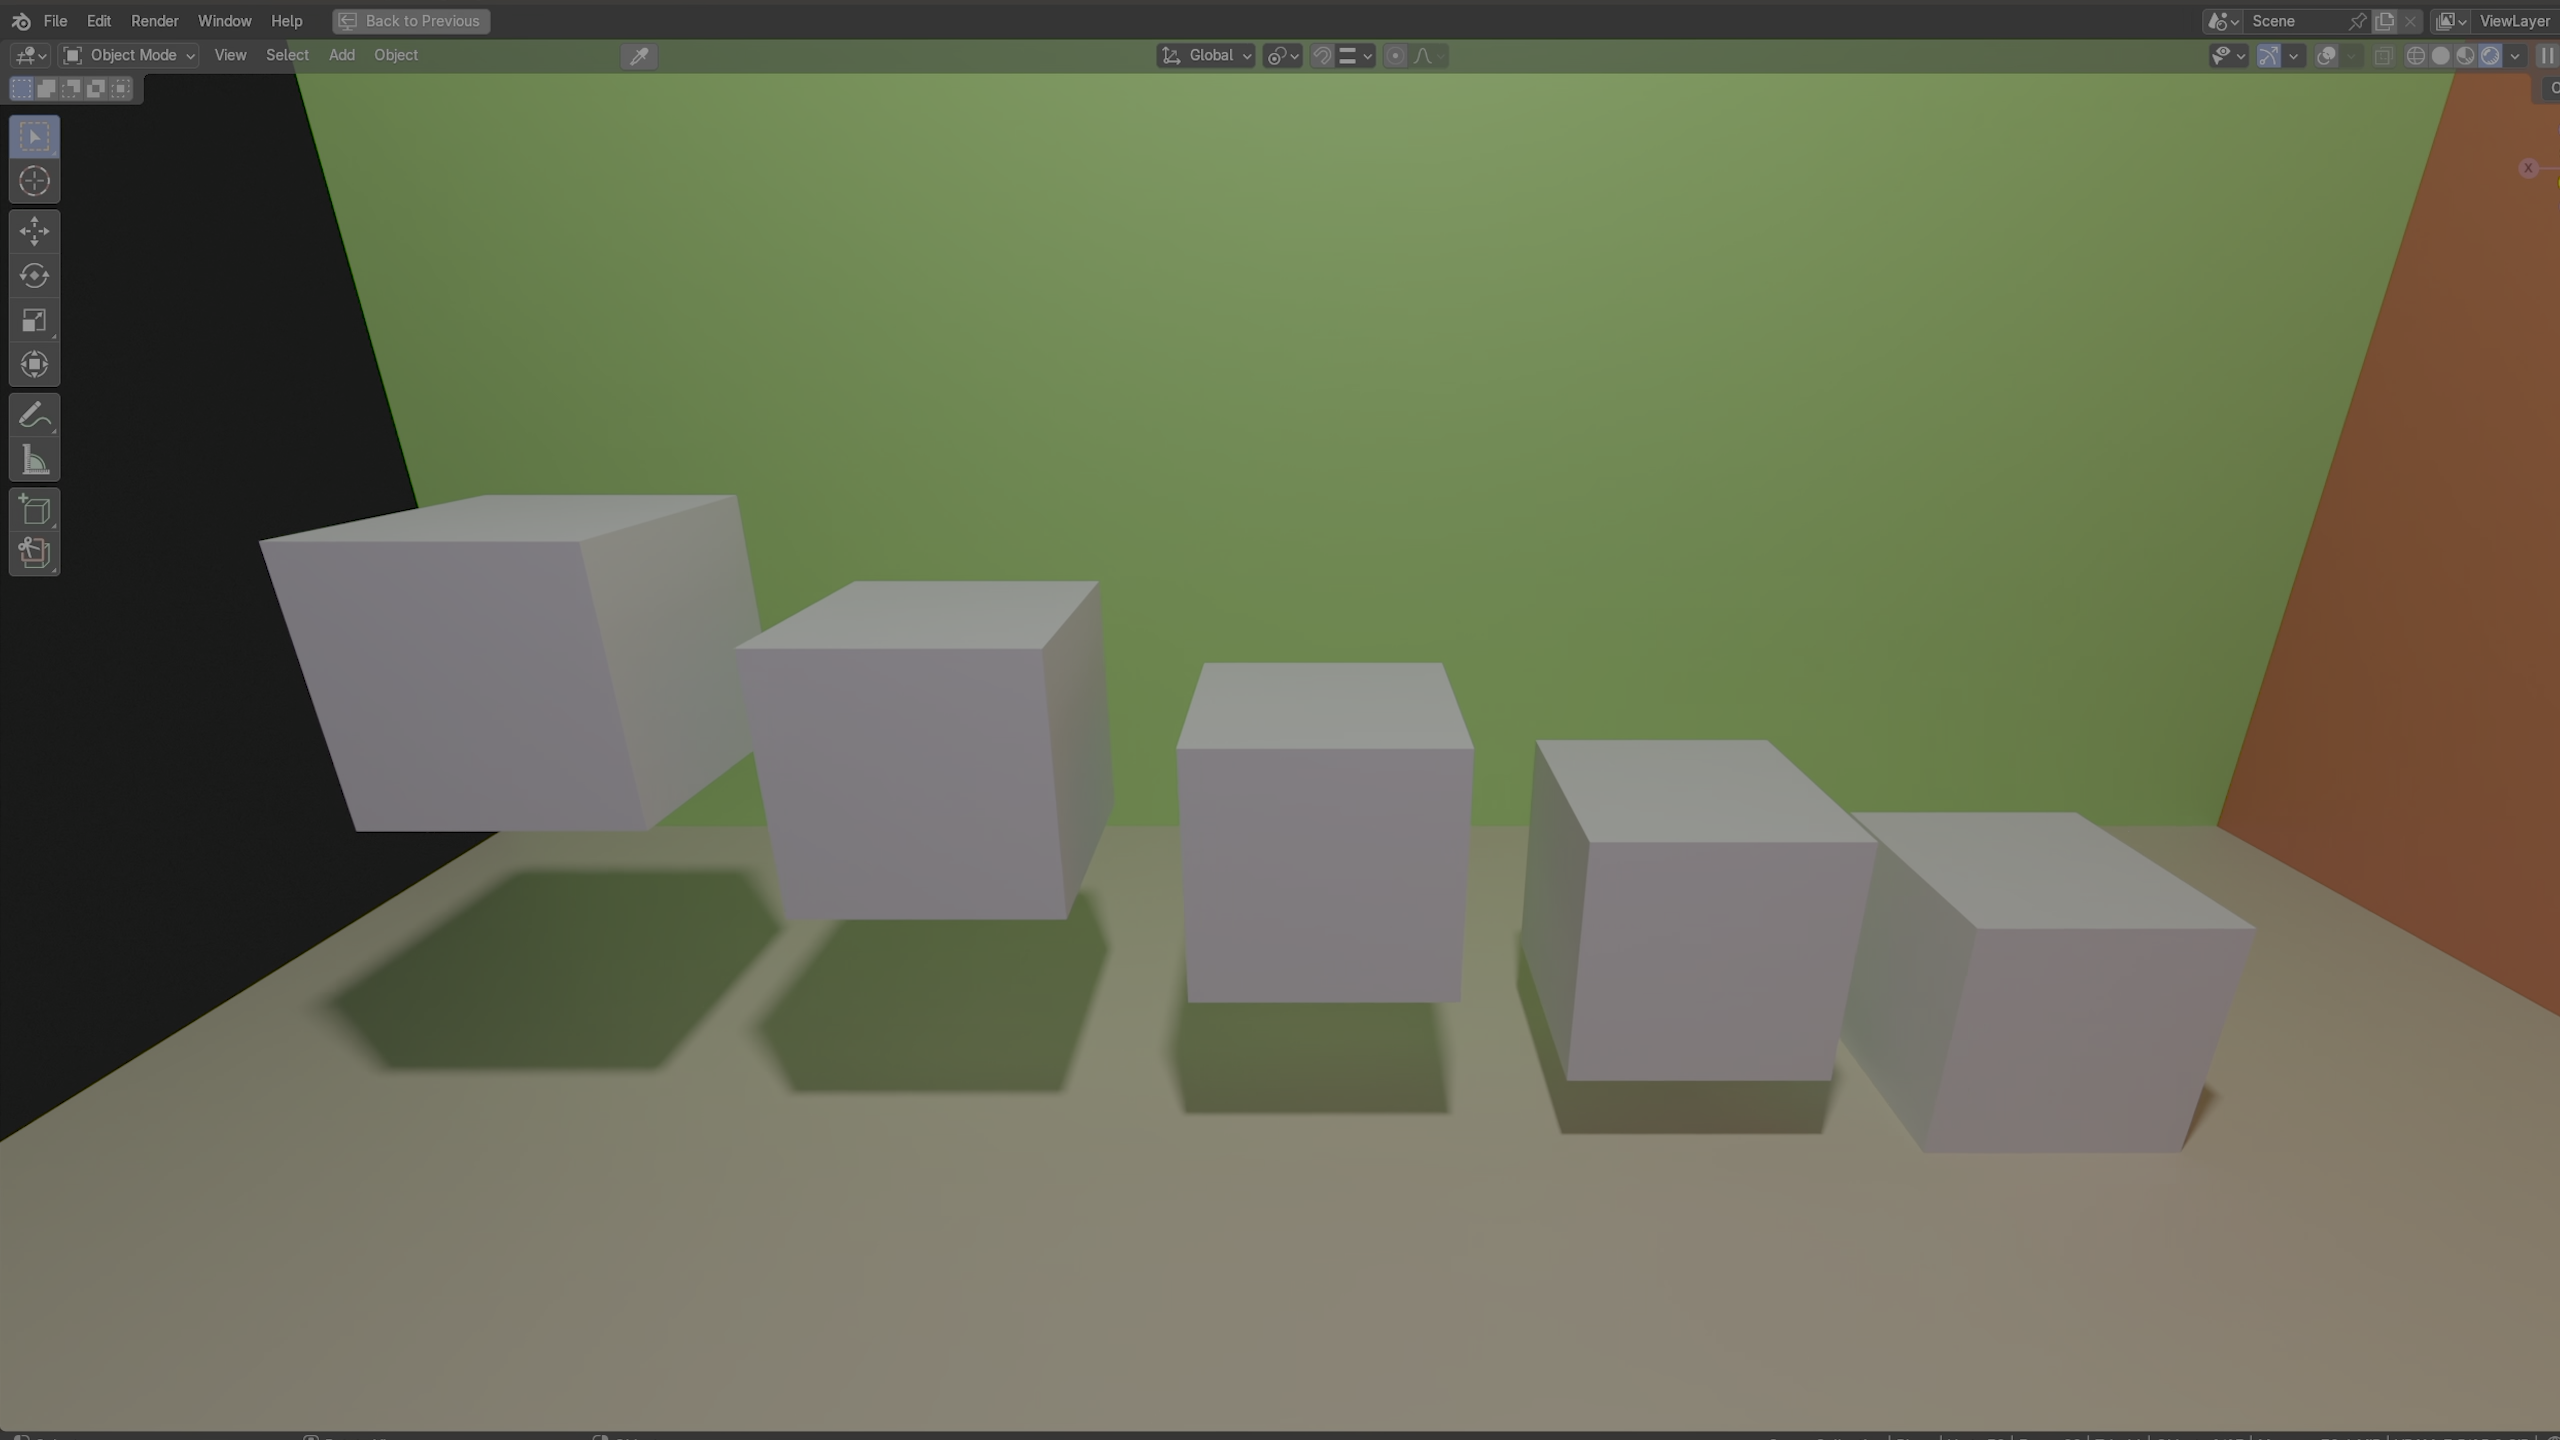 File Edit Render Window Help Back to Previous Scene ViewLayer
Object Mode View Select Add Object Global
X